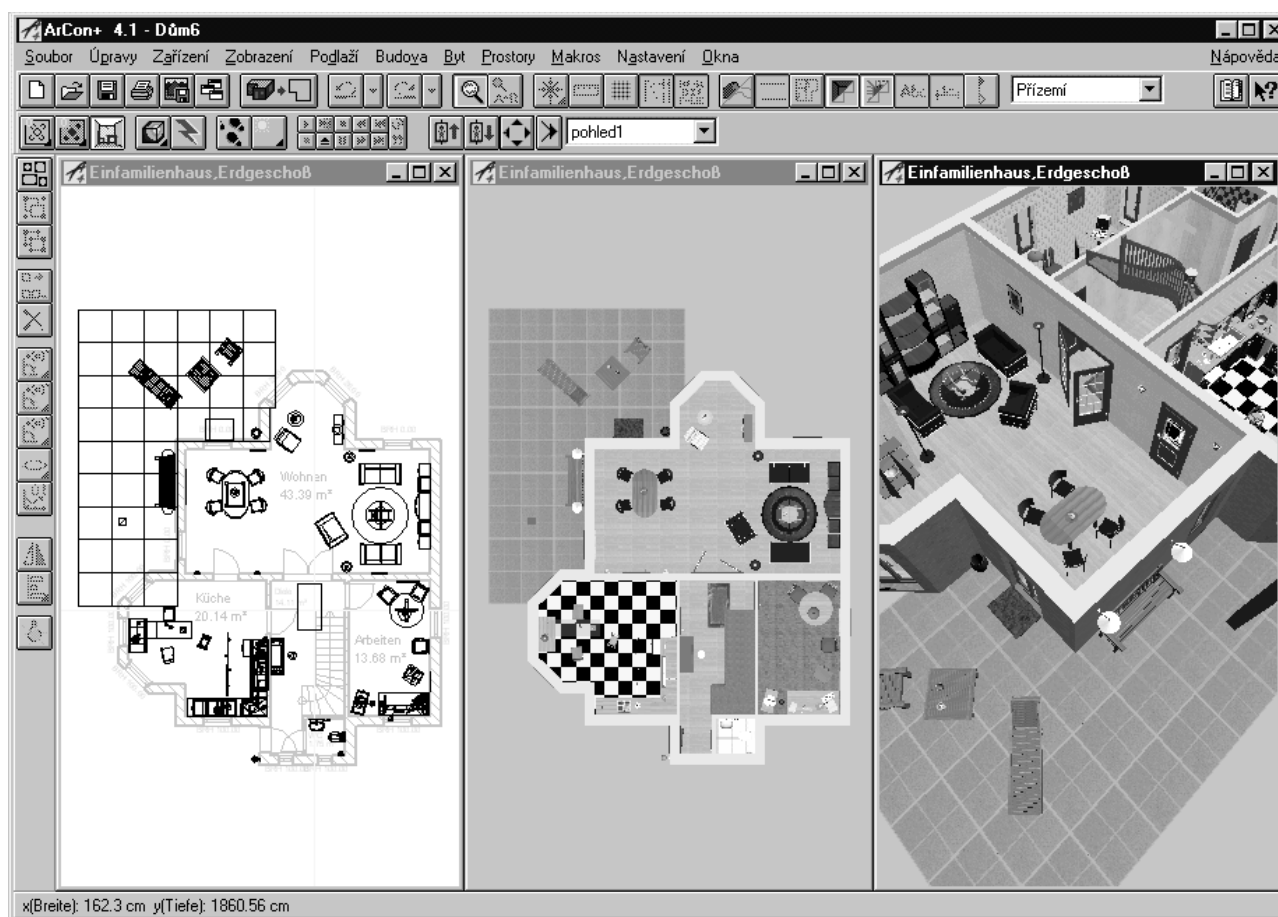 ArCon+ 4.1 - Dům6
Soubor Úpravy Zařízení Zobrazení Podlaží Budova Byt Prostory Makros Nastavení Okna Nápověda
Abc
Přízemí
pohled1
Einfamilienhaus,Erdgeschoß
Einfamilienhaus,Erdgeschoß
Einfamilienhaus,Erdgeschoß
Wohnen
43.39 m²
Küche
20.14 m²
Arbeiten
13.68 m²
x(Breite): 162.3 cm y(Tiefe): 1860.56 cm